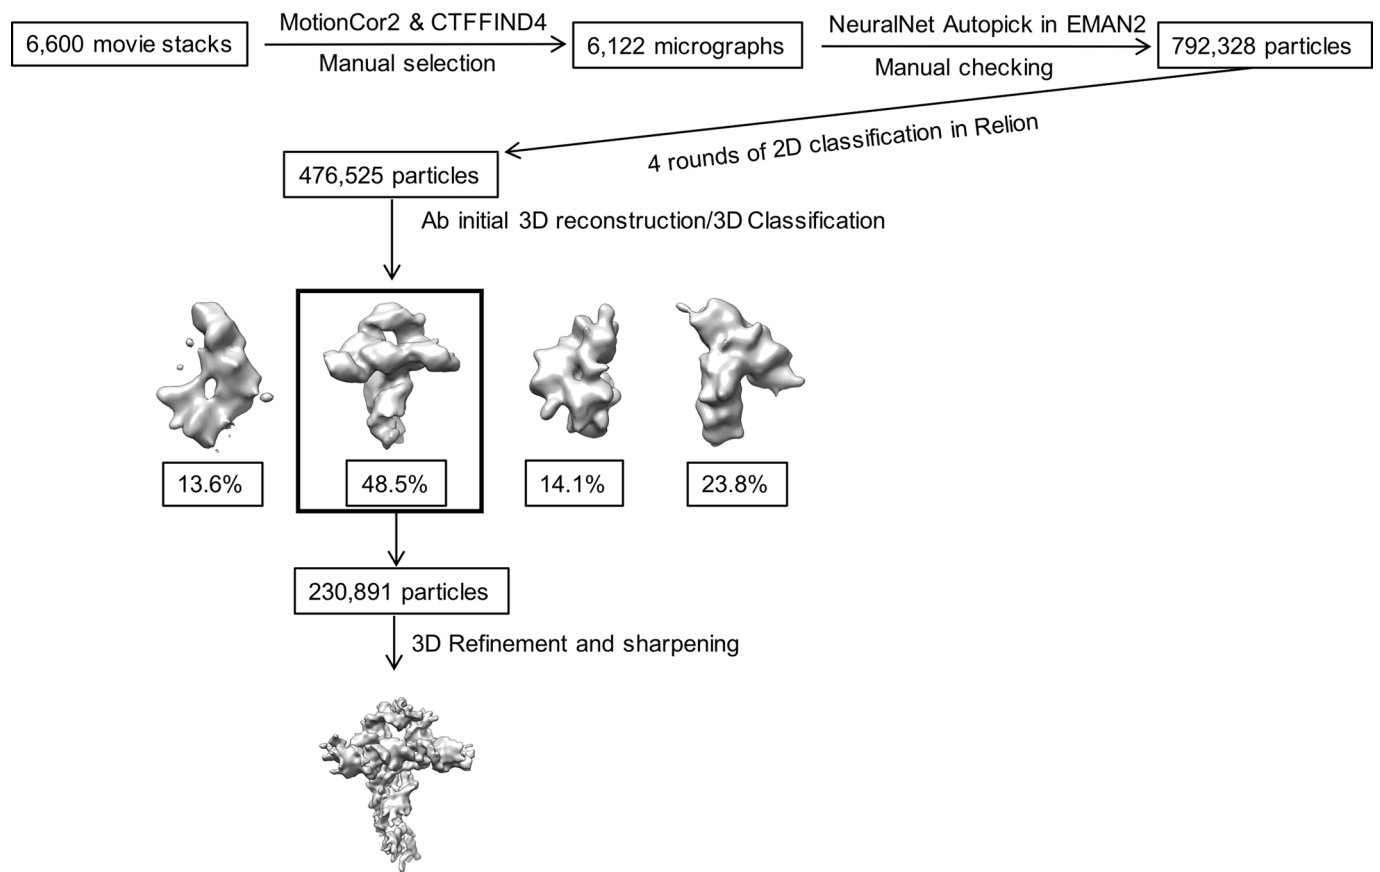 6,600 movie stacks
MotionCor2 & CTFFIND4
Manual selection
6,122 micrographs
NeuralNet Autopick in EMAN2
Manual checking
792,328 particles
4 rounds of 2D classification in Relion
476,525 particles
Ab initial 3D reconstruction/3D Classification
13.6%
48.5%
14.1%
23.8%
230,891 particles
3D Refinement and sharpening